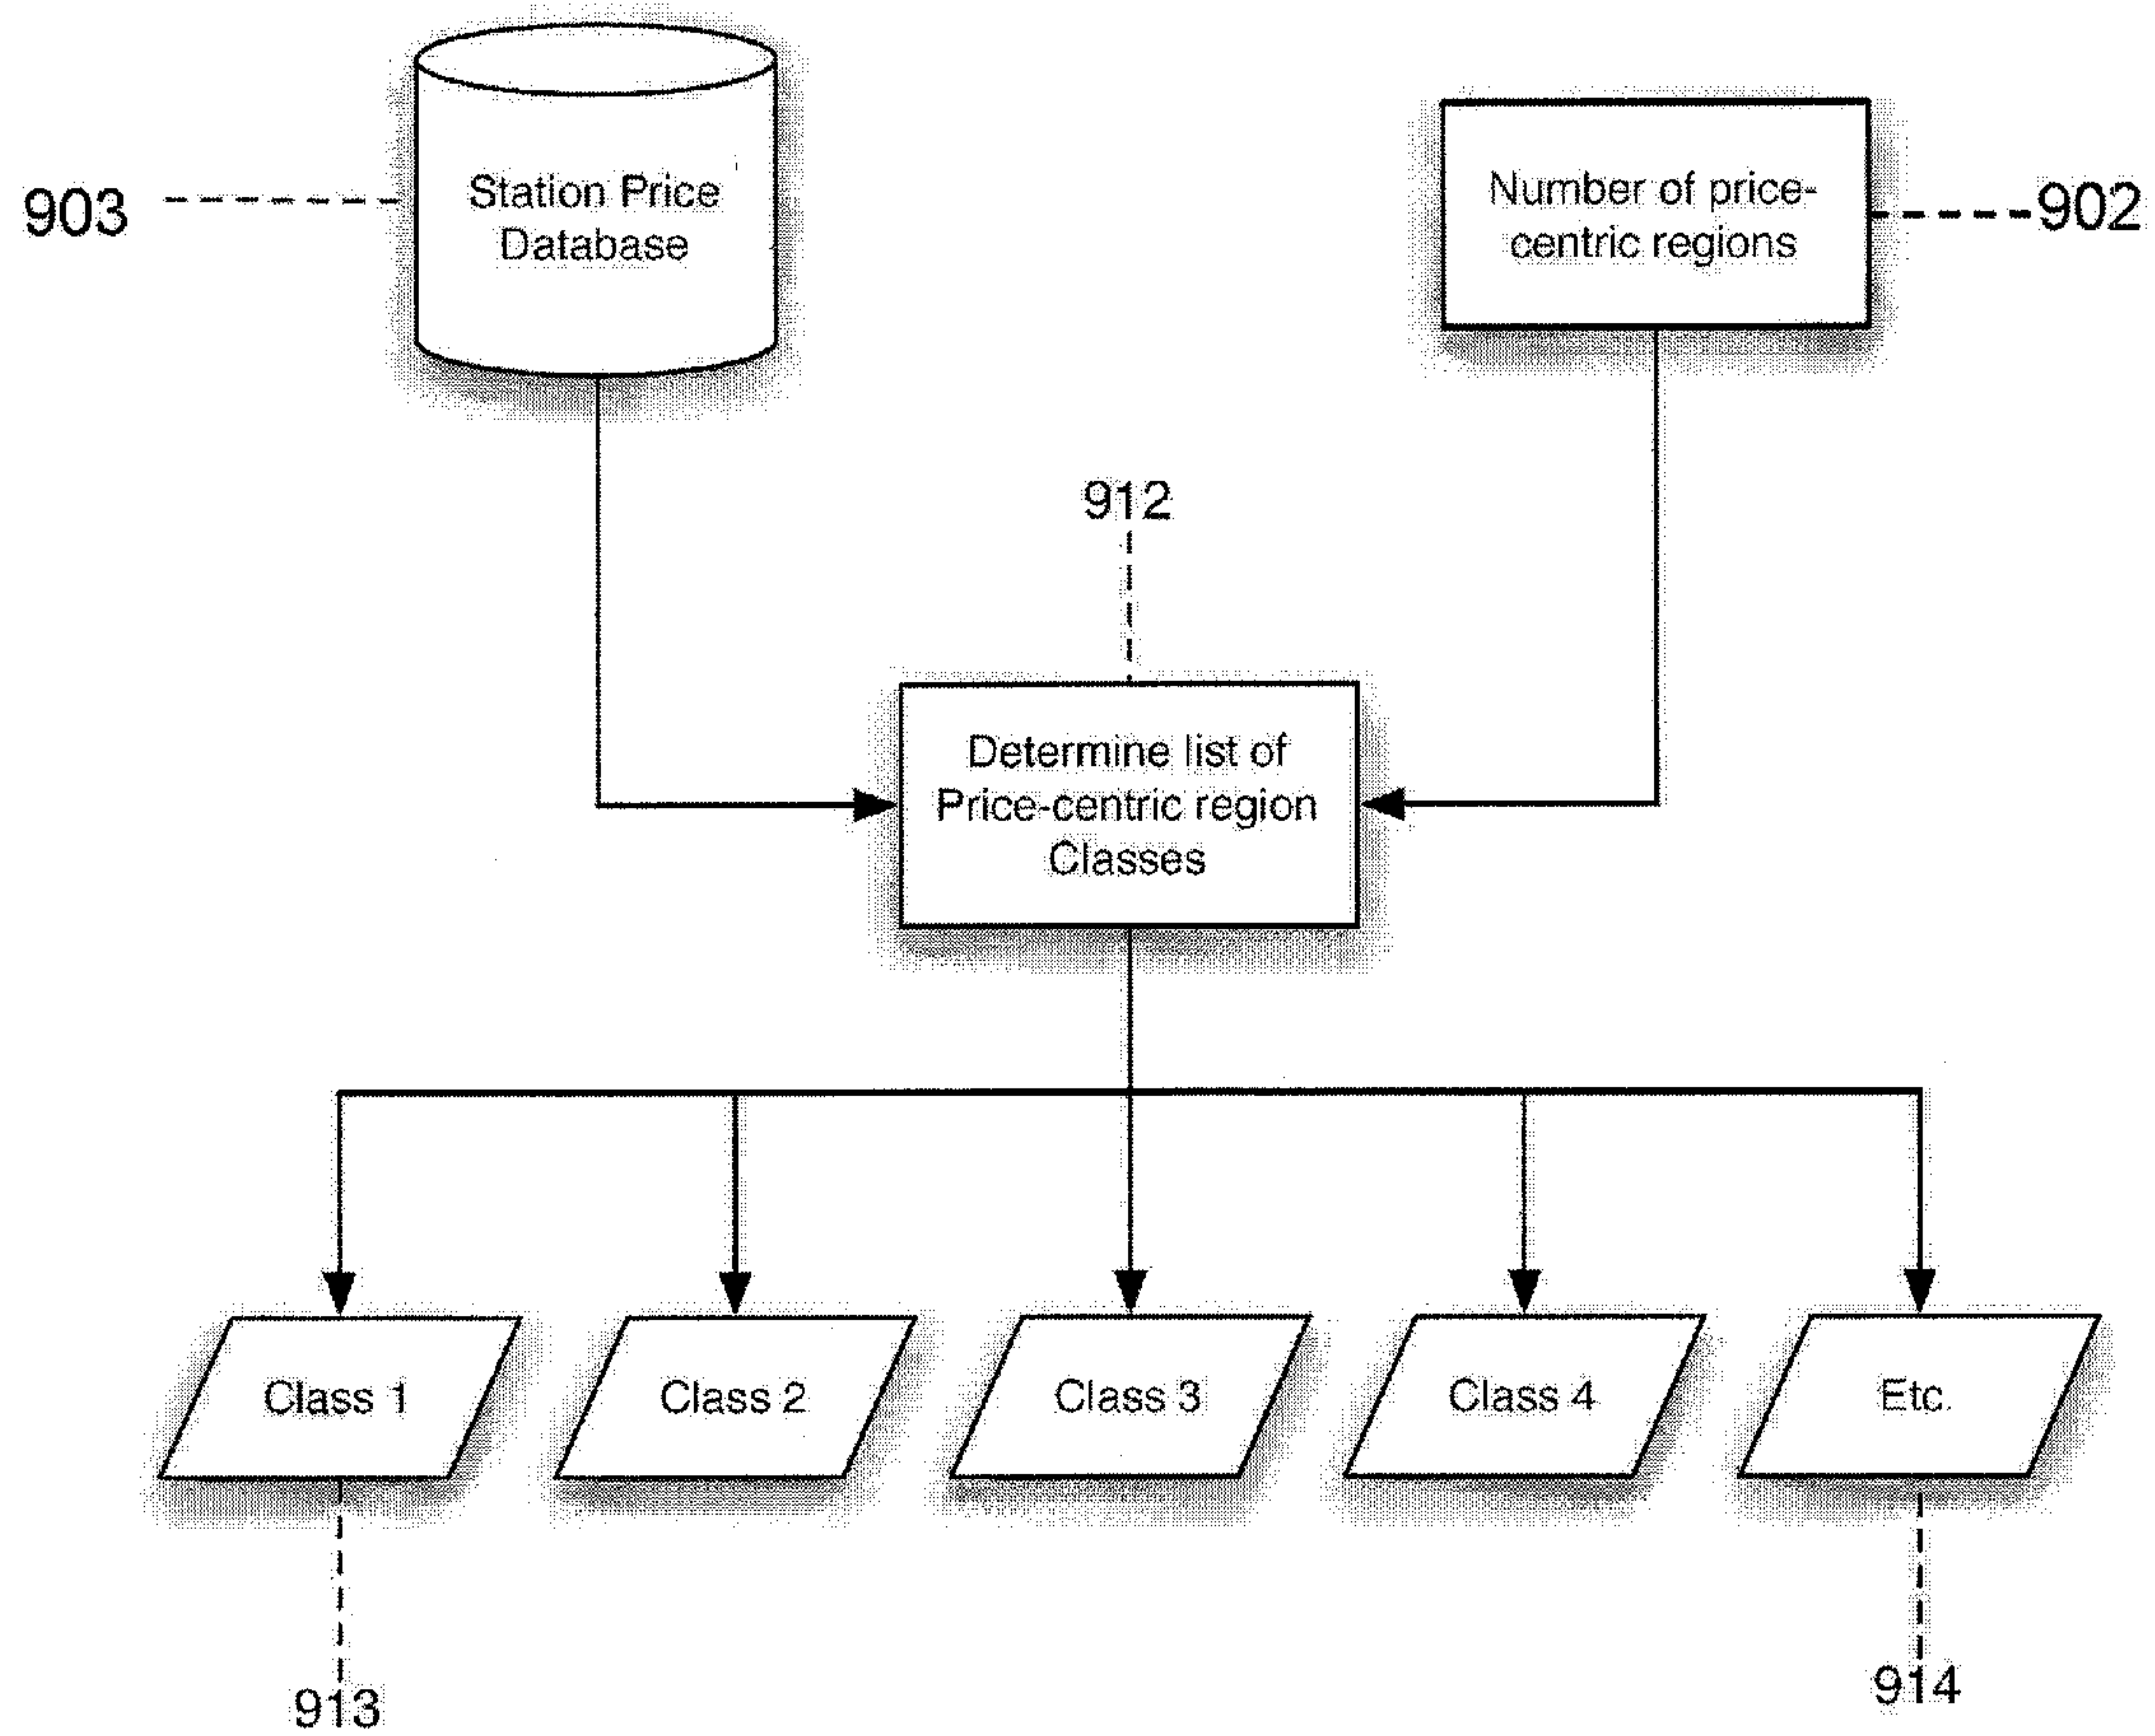 903
Station Price
Database
Number of price-
centric regions
902
912
Determine list of
Price-centric region
Classes
Class 1
Class 2
Class 3
Class 4
Etc.
913
914